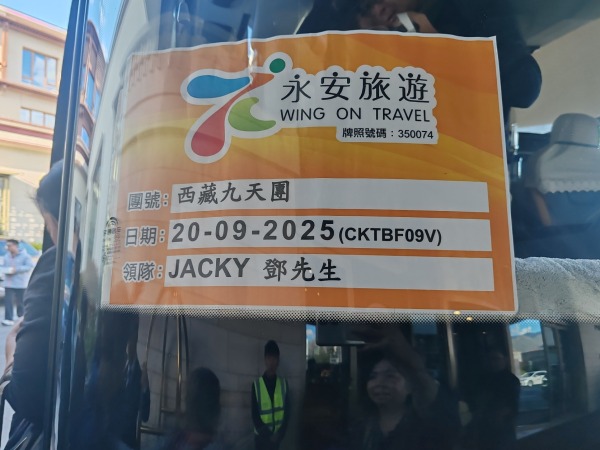 永安旅遊
WING ON TRAVEL
牌照號碼：350074
團號：西藏九天團
日期：20-09-2025(CKTBF09V)
領隊：JACKY 鄧先生